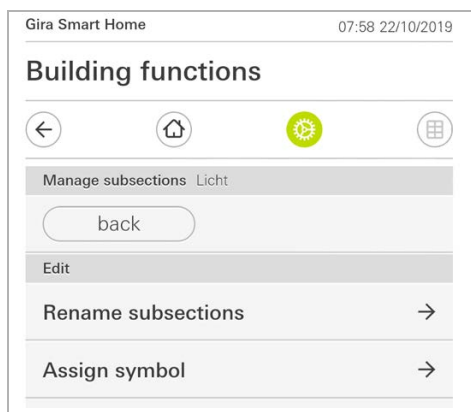 Gira Smart Home 07:58 22/10/2019
Building functions
Manage subsections Licht
back
Edit
Rename subsections
Assign symbol